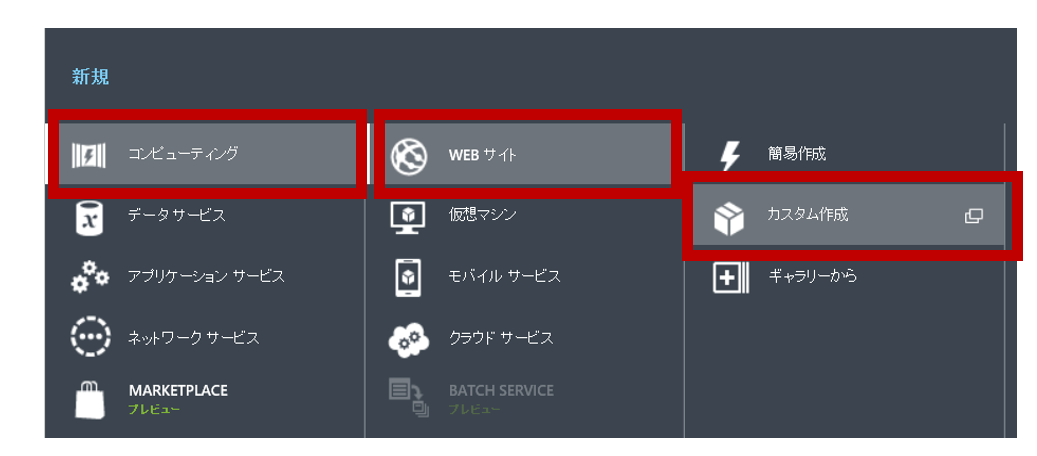 新規
コンピューティング
データ サービス
アプリケーション サービス
ネットワーク サービス
MARKETPLACE
プレビュー
WEB サイト
仮想マシン
モバイル サービス
クラウド サービス
BATCH SERVICE
プレビュー
簡易作成
カスタム作成
ギャラリーから